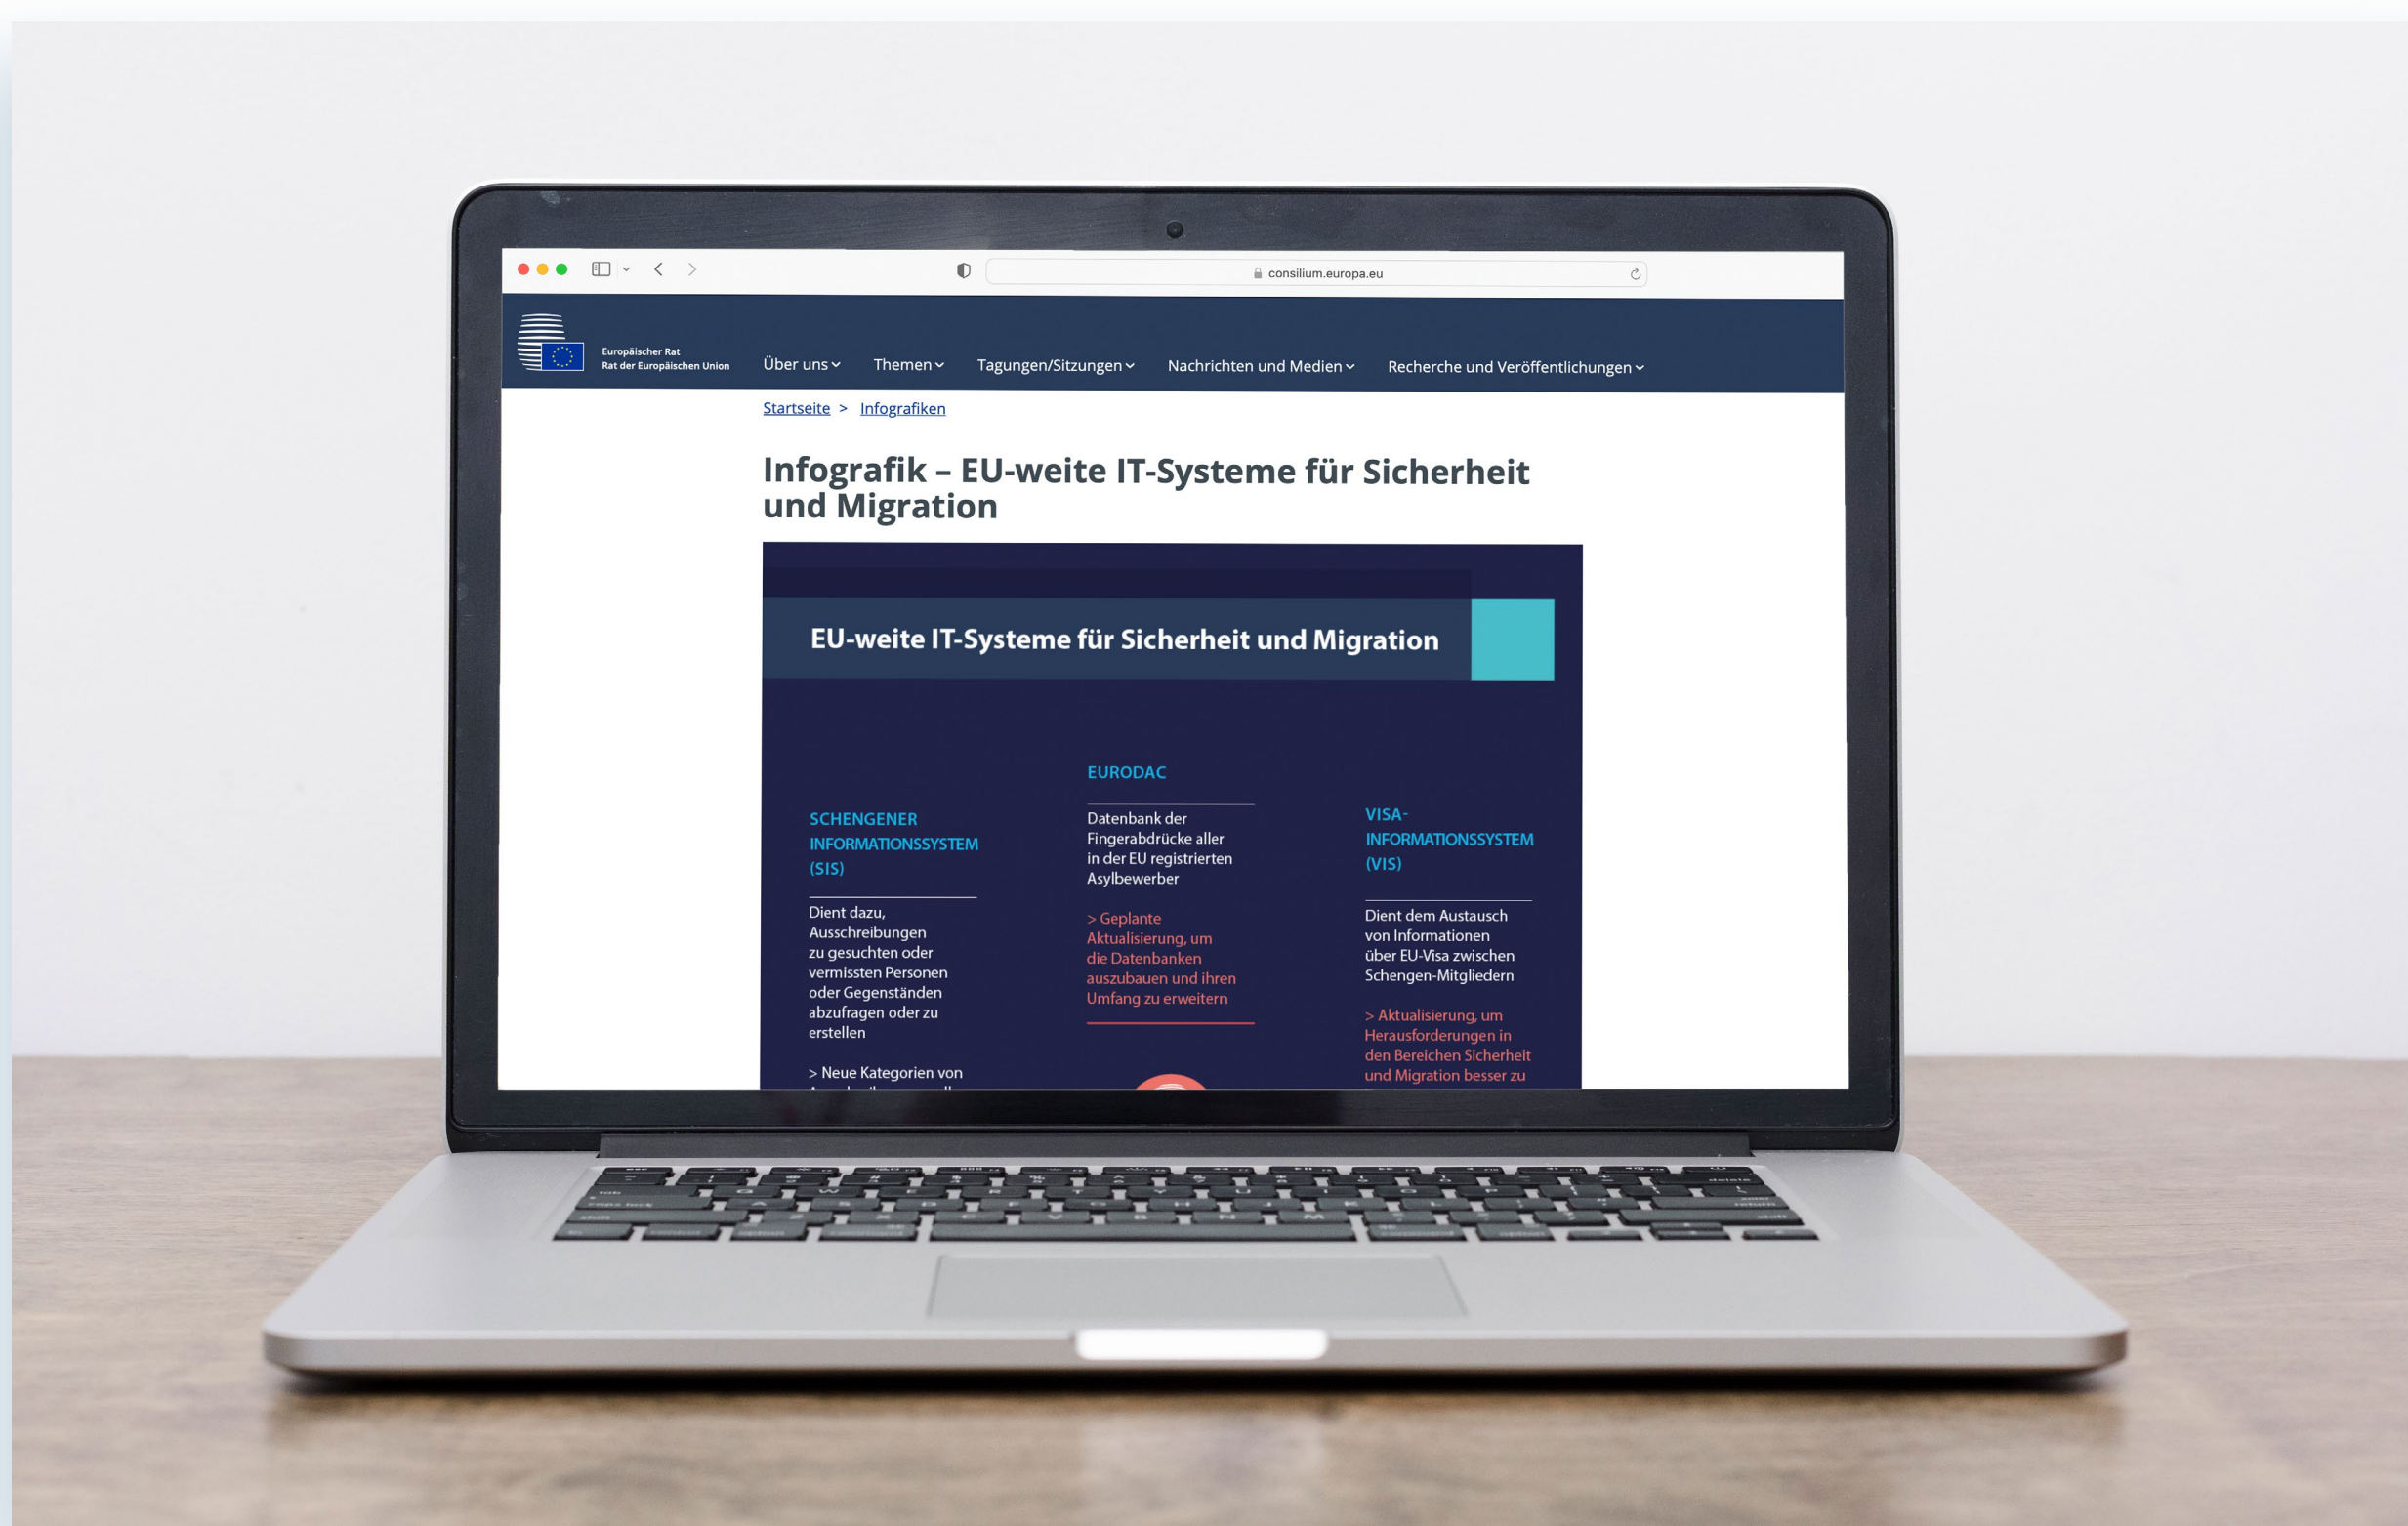 consilium.europa.eu
Europäischer Rat
Rat der Europäischen Union
Über uns
Themen
Tagungen/Sitzungen
Nachrichten und Medien
Recherche und Veröffentlichungen
Startseite > Infografiken
Infografik – EU-weite IT-Systeme für Sicherheit
und Migration
EU-weite IT-Systeme für Sicherheit und Migration
SCHENGENER
INFORMATIONSSYSTEM
(SIS)
Dient dazu,
Ausschreibungen
zu gesuchten oder
vermissten Personen
oder Gegenständen
abzufragen oder zu
erstellen
> Neue Kategorien von
EURODAC
Datenbank der
Fingerabdrücke aller
in der EU registrierten
Asylbewerber
> Geplante
Aktualisierung, um
die Datenbanken
auszubauen und ihren
Umfang zu erweitern
VISA-
INFORMATIONSSYSTEM
(VIS)
Dient dem Austausch
von Informationen
über EU-Visa zwischen
Schengen-Mitgliedern
> Aktualisierung, um
Herausforderungen in
den Bereichen Sicherheit
und Migration besser zu